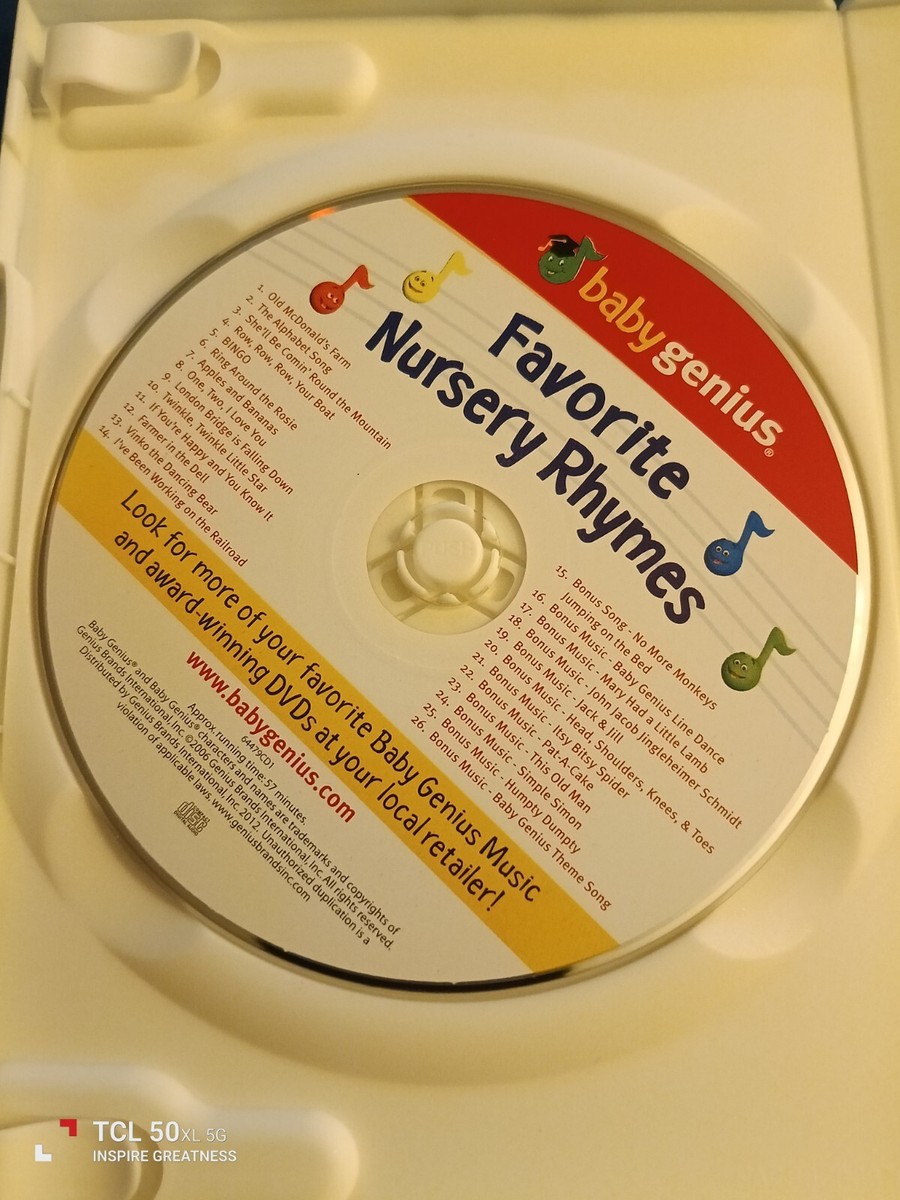 babygenius®
Favorite
Nursery Rhymes
1. Old McDonald's Farm
2. The Alphabet Song
3. She'll Be Comin' Round the Mountain
4. Row, Row, Row, Your Boat
5. BINGO
6. Ring Around the Rosie
7. Apples and Bananas
8. One, Two, I Love You
9. London Bridge is Falling Down
10. Twinkle, Twinkle Little Star
11. If You're Happy and You Know It
12. Farmer in the Dell
13. Vinko the Dancing Bear
14. I've Been Working on the Railroad
15. Bonus Song - No More Monkeys
Jumping on the Bed
16. Bonus Music - Baby Genius Line Dance
17. Bonus Music - Mary Had a Little Lamb
18. Bonus Music - John Jacob Jingleheimer Schmidt
19. Bonus Music - Jack & Jill
20. Bonus Music - Head, Shoulders, Knees, & Toes
21. Bonus Music - Itsy Bitsy Spider
22. Bonus Music - Pat-A-Cake
23. Bonus Music - This Old Man
24. Bonus Music - Simple Simon
25. Bonus Music - Humpty Dumpty
26. Bonus Music - Baby Genius Theme Song
Look for more of your favorite Baby Genius Music
and award-winning DVDs at your local retailer!
www.babygenius.com
64479CD1
Approx. running time: 57 minutes.
Baby Genius® and Baby Genius® characters and names are trademarks and copyrights of
Genius Brands International, Inc. ©2006 Genius Brands International, Inc. All rights reserved.
Distributed by Genius Brands International, Inc. 2012. Unauthorized duplication is a
violation of applicable laws. www.geniusbrandsinc.com
TCL 50 XL 5G
INSPIRE GREATNESS